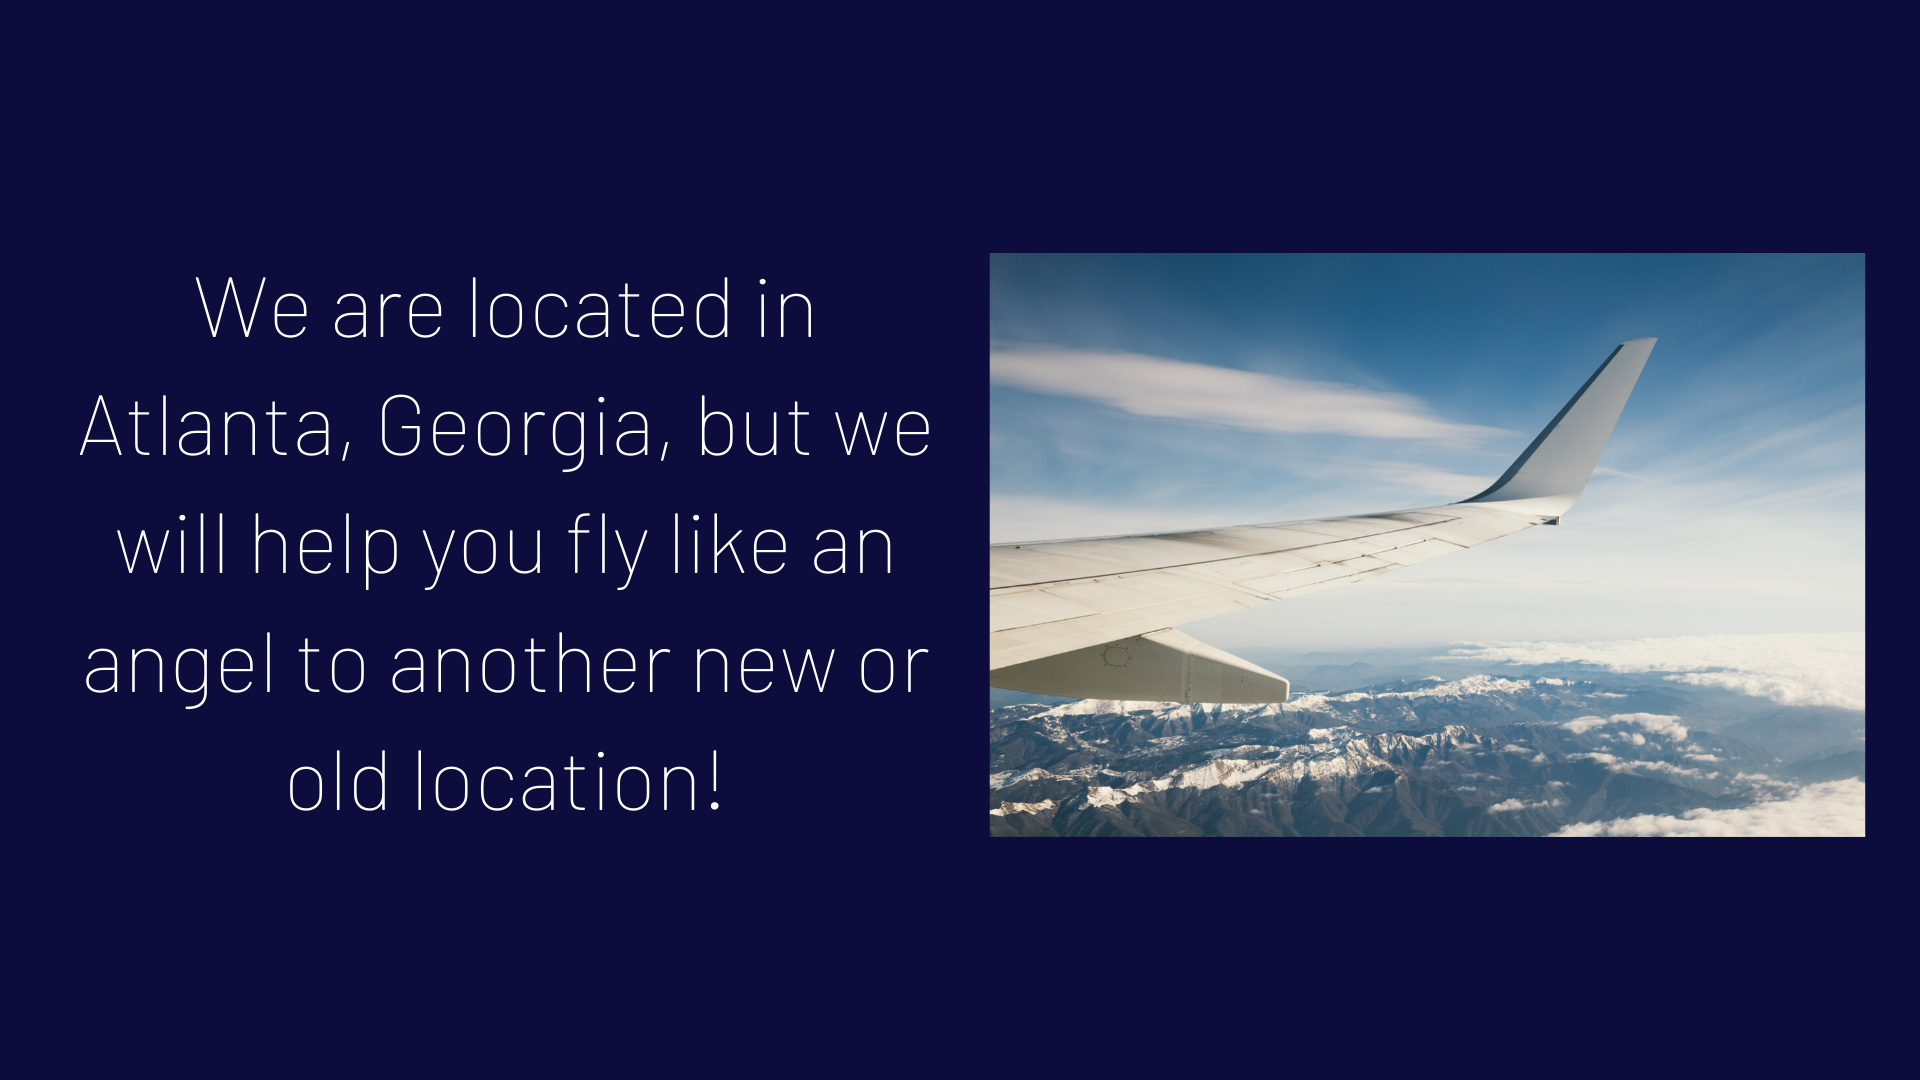 We are located in
Atlanta, Georgia, but we
will help you fly like an
angel to another new or
old location!